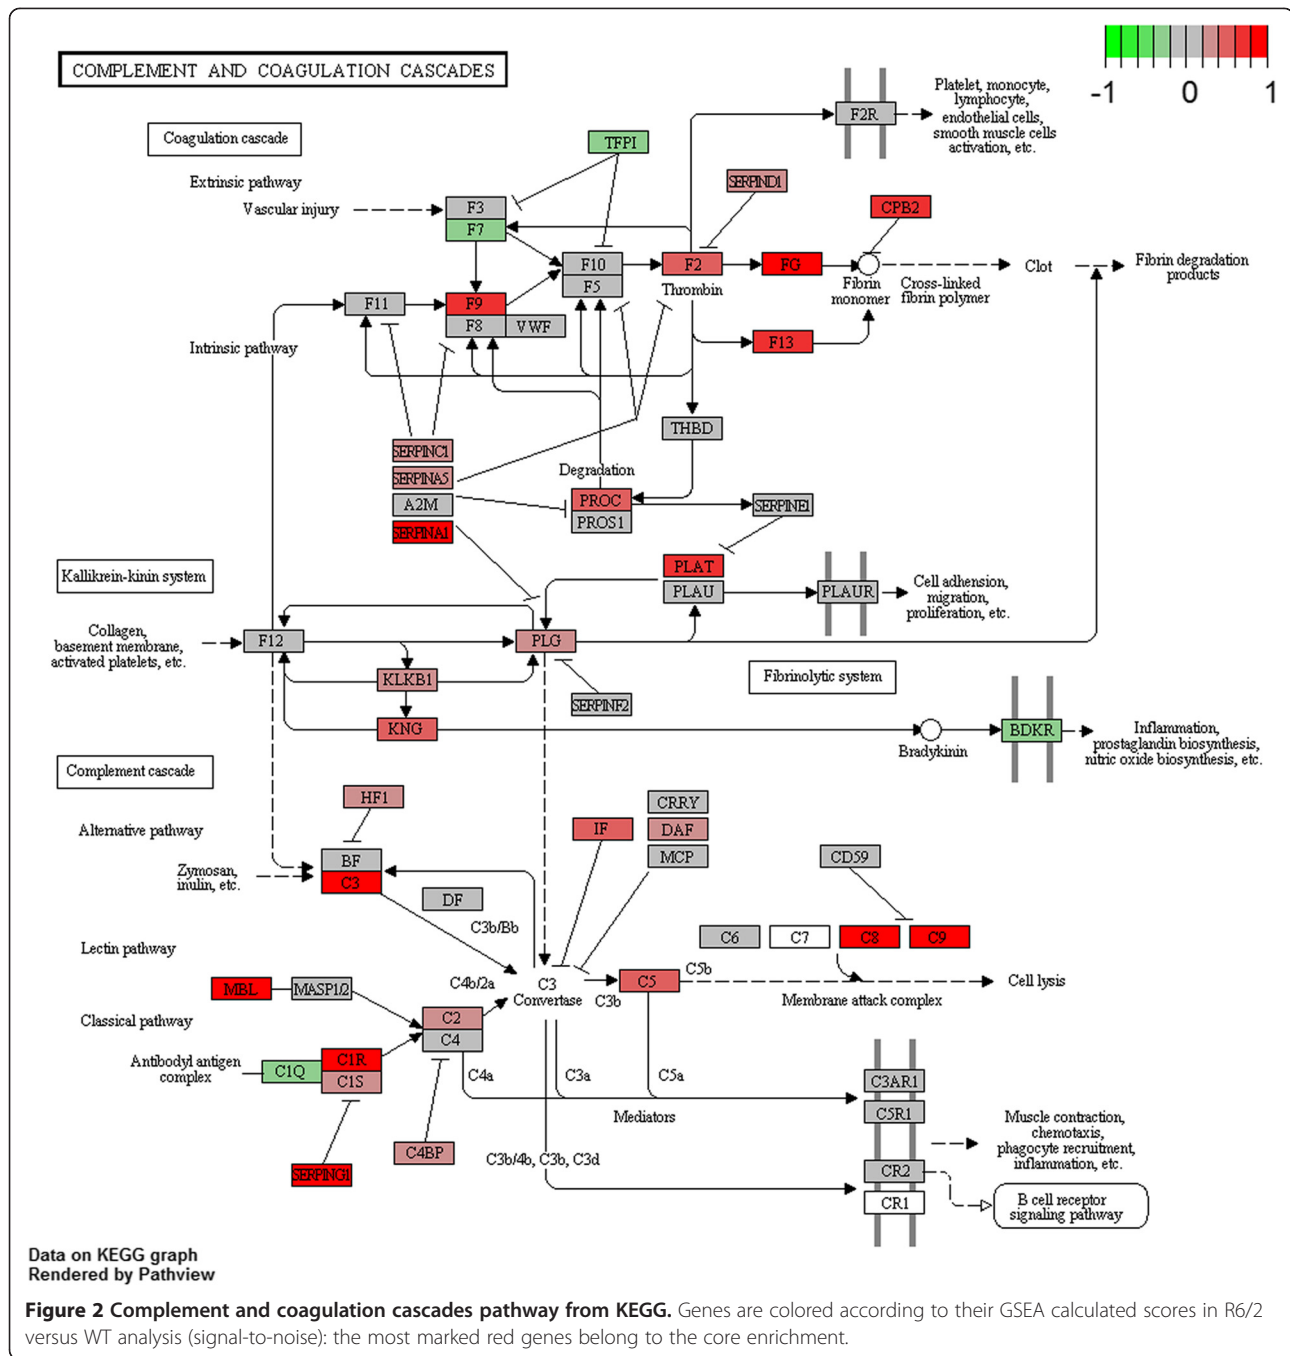 COMPLEMENT AND COAGULATION CASCADES
-1 0 1
Coagulation cascade
Extrinsic pathway
Vascular injury
TFPI
F3
F7
F2R
Platelet, monocyte,
lymphocyte,
endothelial cells,
smooth muscle cells
activation, etc.
SERPIND1
CPB2
F10
F5
F2
Thrombin
FG
Fibrin
monomer
Cross-linked
fibrin polymer
Clot
Fibrin degradation
products
F11
F9
F8
VWF
F13
Intrinsic pathway
THBD
SERPINC1
SERPINA5
A2M
SERPINA1
Degradation
PROC
PROS1
SERPINE1
Kallikrein-kinin system
PLAT
PLAU
PLAUR
Cell adhension,
migration,
proliferation, etc.
Collagen,
basement membrane,
activated platelets, etc.
F12
PLG
KLKB1
SERPINF2
Fibrinolytic system
KNG
Bradykinin
BDKR
Inflammation,
prostaglandin biosynthesis,
nitric oxide biosynthesis, etc.
Complement cascade
HF1
Alternative pathway
CRRY
IF
DAF
MCP
CD59
Zymosan,
inulin, etc.
BF
C3
DF
C3b/Bb
Lectin pathway
C6
C7
C8
C9
C4b/2a
C3
Convertase
C3b
C5
C5b
Membrane attack complex
Cell lysis
MBL
MASP1/2
Classical pathway
C2
C4
Antibodyl antigen
complex
C1Q
C1R
C1S
C4a
C3a
C5a
Mediators
C3AR1
C5R1
Muscle contraction,
chemotaxis,
phagocyte recruitment,
inflammation, etc.
SERPING1
C4BP
C3b/4b, C3b, C3d
CR2
CR1
B cell receptor
signaling pathway
Data on KEGG graph
Rendered by Pathview
Figure 2 Complement and coagulation cascades pathway from KEGG. Genes are colored according to their GSEA calculated scores in R6/2
versus WT analysis (signal-to-noise): the most marked red genes belong to the core enrichment.